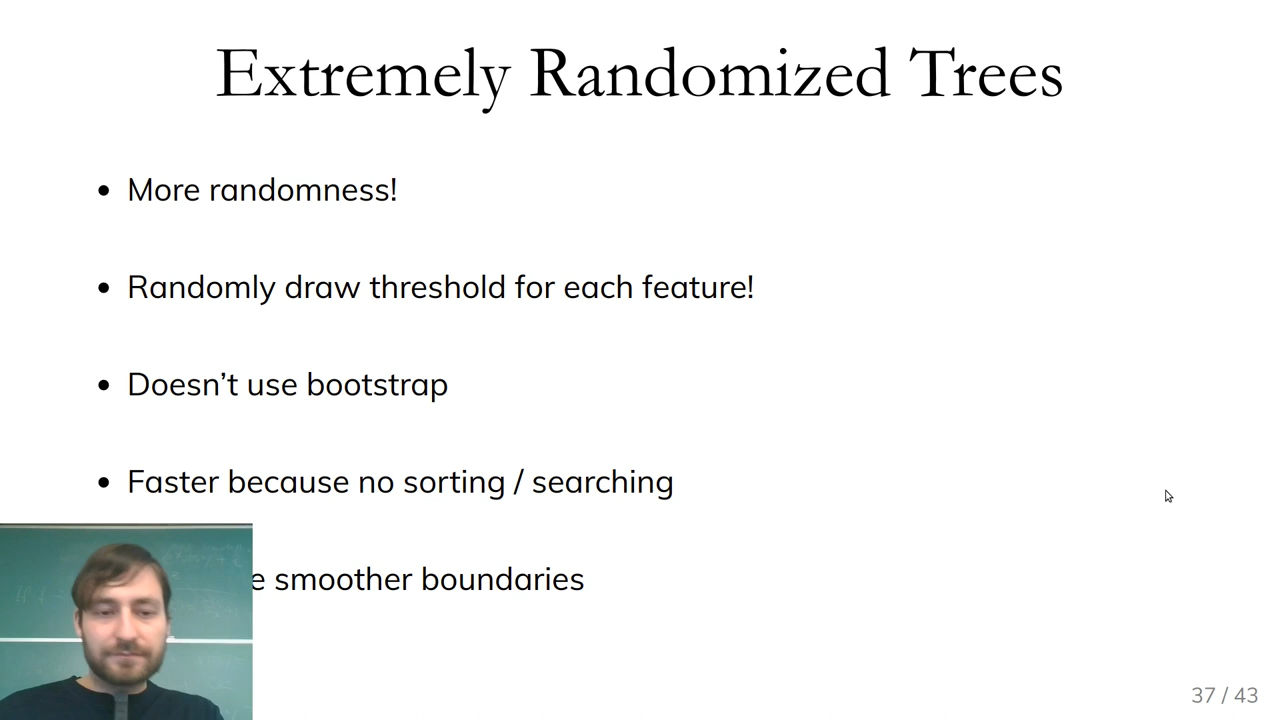 Extremely Randomized Trees
• More randomness!
• Randomly draw threshold for each feature!
• Doesn’t use bootstrap
• Faster because no sorting / searching
smoother boundaries
37 / 43